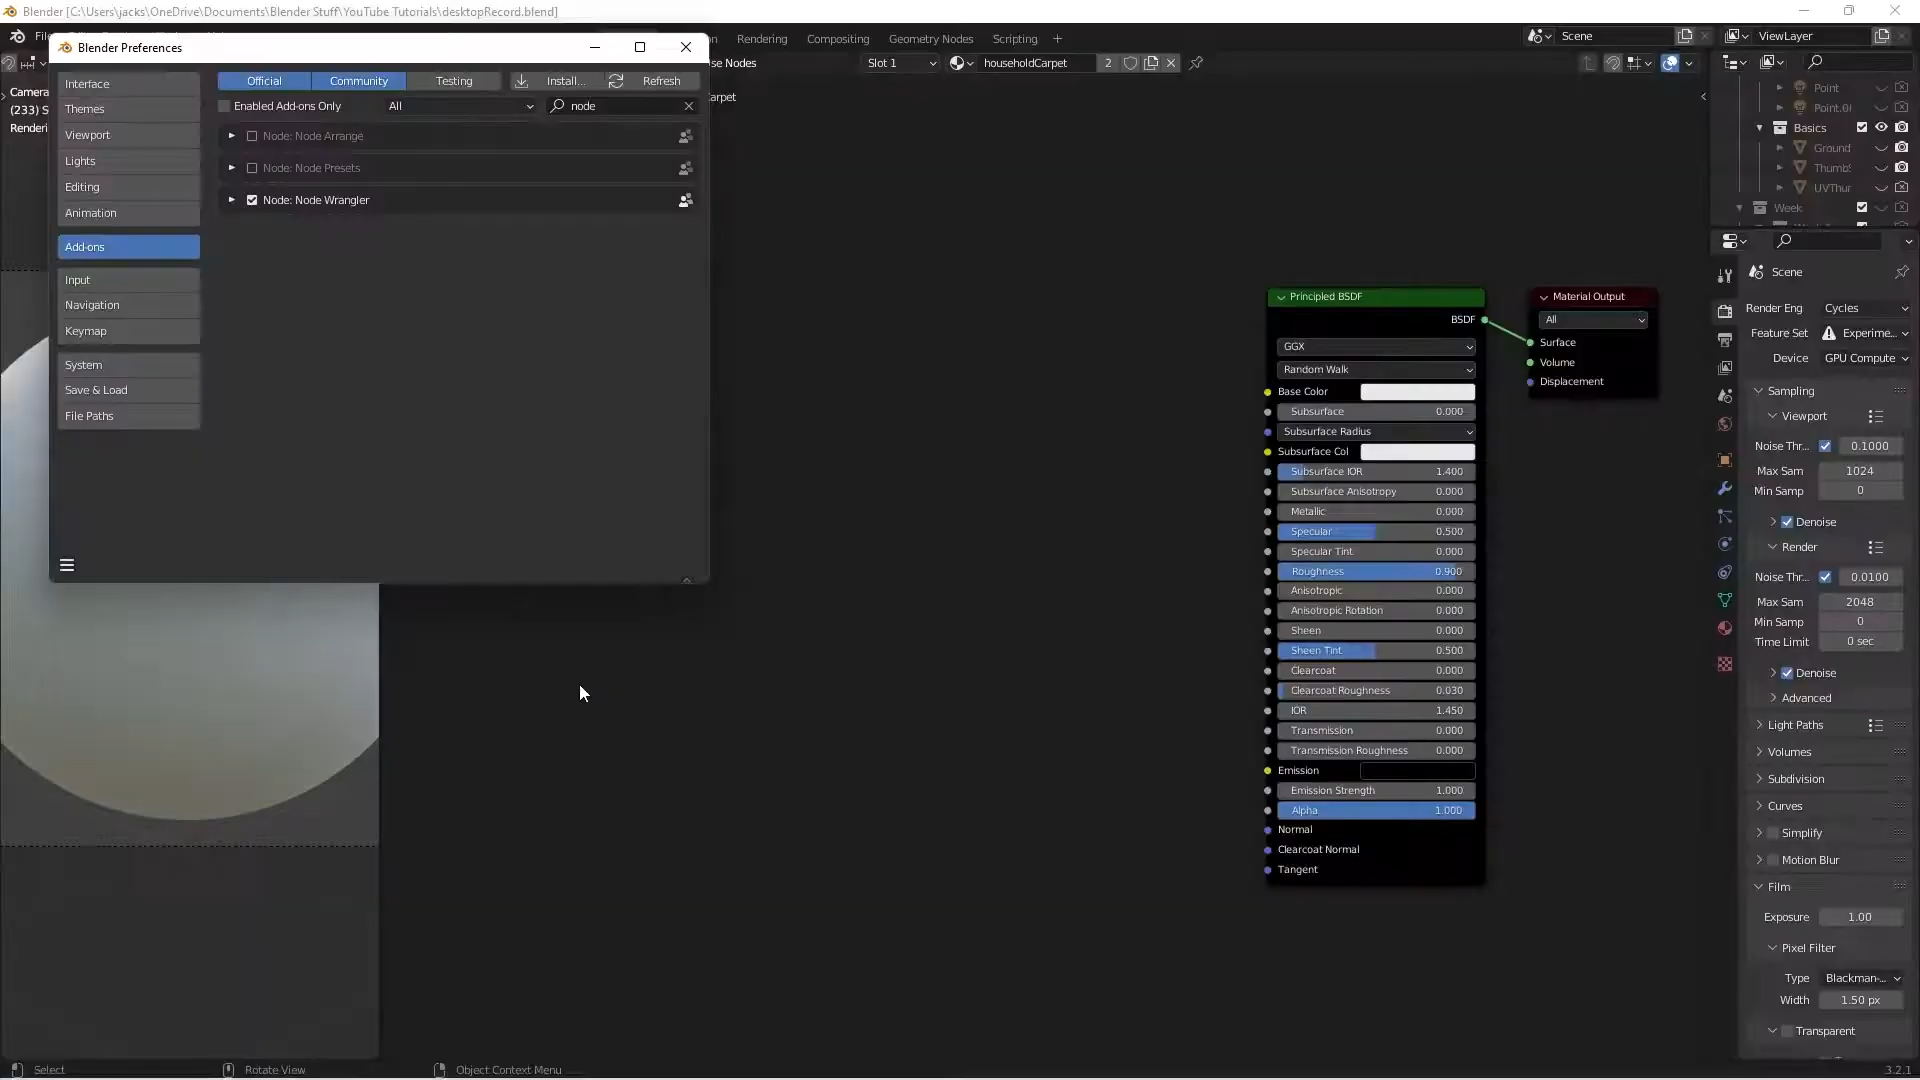 Blender [C:\Users\jacks\OneDrive\Documents\Blender Stuff\YouTube Tutorials\desktopRecord.blend]
Rendering Compositing Geometry Nodes Scripting +
Scene
ViewLayer
Blender Preferences
se Nodes
Slot 1
householdCarpet
2
Camera
(233) S
Renderi
arpet
Interface
Themes
Viewport
Lights
Editing
Animation
Add-ons
Input
Navigation
Keymap
System
Save & Load
File Paths
Official Community Testing Install... Refresh
Enabled Add-ons Only All node
Node: Node Arrange
Node: Node Presets
Node: Node Wrangler
Principled BSDF
BSDF
GGX
Random Walk
Base Color
Subsurface 0.000
Subsurface Radius
Subsurface Col
Subsurface IOR 1.400
Subsurface Anisotropy 0.000
Metallic 0.000
Specular 0.500
Specular Tint 0.000
Roughness 0.900
Anisotropic 0.000
Anisotropic Rotation 0.000
Sheen 0.000
Sheen Tint 0.500
Clearcoat 0.000
Clearcoat Roughness 0.030
IOR 1.450
Transmission 0.000
Transmission Roughness 0.000
Emission
Emission Strength 1.000
Alpha 1.000
Normal
Clearcoat Normal
Tangent
Material Output
All
Surface
Volume
Displacement
Point
Point.0
Basics
Ground
Thumb
UVThur
Week
Scene
Render Eng Cycles
Feature Set Experime...
Device GPU Compute
Sampling
Viewport
Noise Thr... 0.1000
Max Sam 1024
Min Samp 0
Denoise
Render
Noise Thr... 0.0100
Max Sam 2048
Min Samp 0
Time Limit 0 sec
Denoise
Advanced
Light Paths
Volumes
Subdivision
Curves
Simplify
Motion Blur
Film
Exposure 1.00
Pixel Filter
Type Blackman-...
Width 1.50 px
Transparent
Select Rotate View Object Context Menu 3.2.1